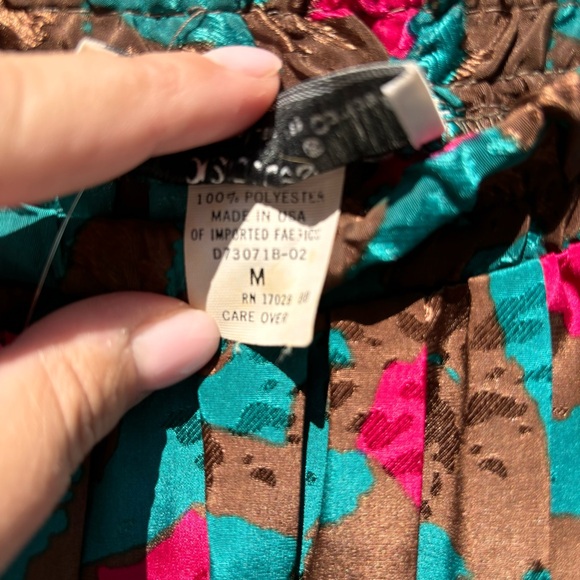 100% POLYESTER
MADE IN USA
OF IMPORTED FABRICS
D73071B-02
M
RN 17028
CARE OVER